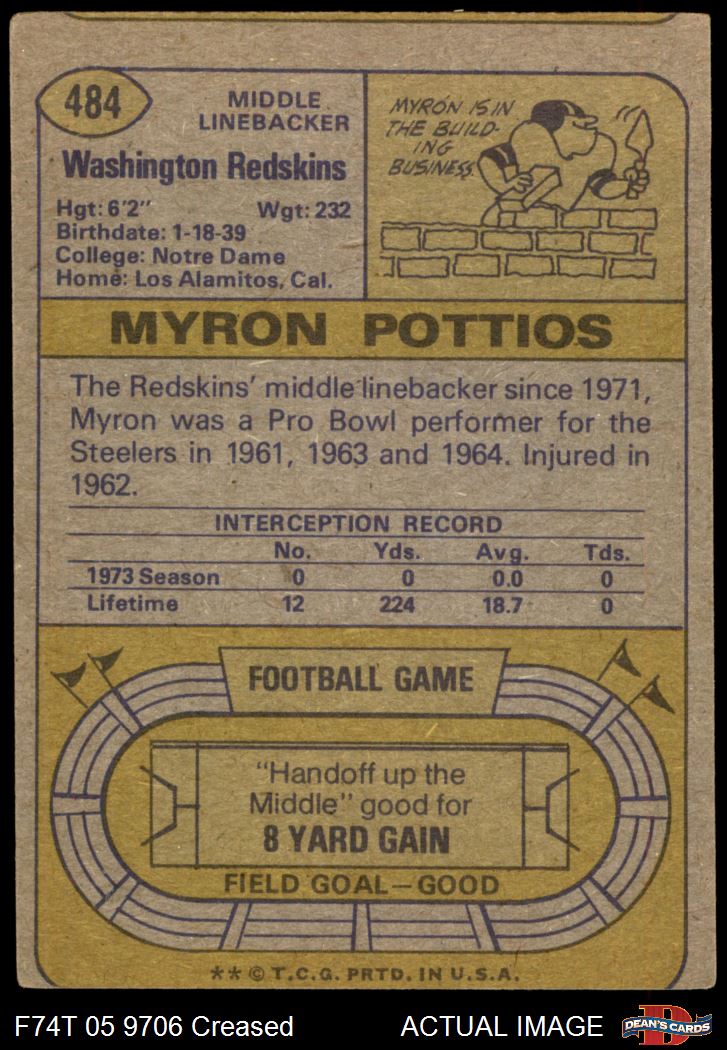 484
MIDDLE
LINEBACKER
Washington Redskins
Hgt: 6'2" Wgt: 232
Birthdate: 1-18-39
College: Notre Dame
Home: Los Alamitos, Cal.
MYRON IS IN
THE BUILD-
ING
BUSINESS.
MYRON POTTIOS
The Redskins' middle linebacker since 1971,
Myron was a Pro Bowl performer for the
Steelers in 1961, 1963 and 1964. Injured in
1962.
INTERCEPTION RECORD
No. Yds. Avg. Tds.
1973 Season 0 0 0.0 0
Lifetime 12 224 18.7 0
FOOTBALL GAME
"Handoff up the
Middle" good for
8 YARD GAIN
FIELD GOAL—GOOD
** © T.C.G. PRTD. IN U.S.A.
F74T 05 9706 Creased ACTUAL IMAGE
D
DEAN'S CARDS